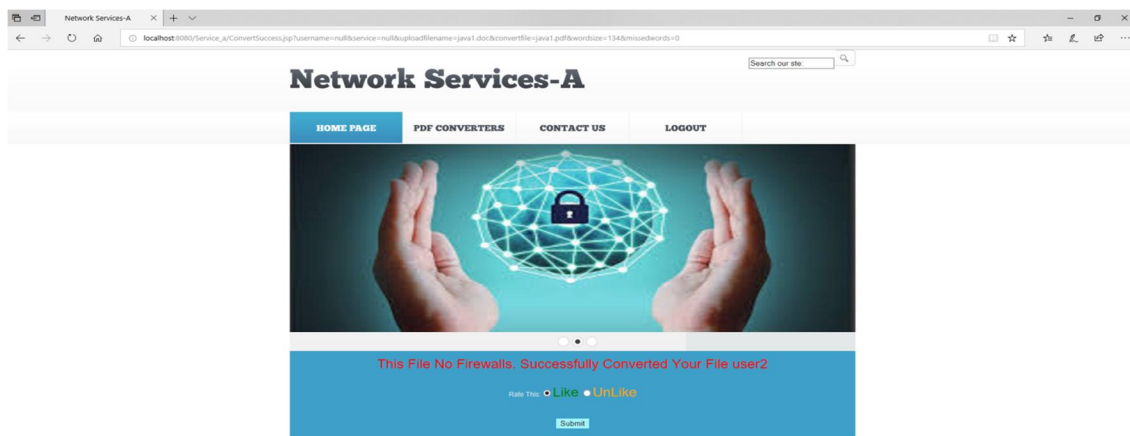 Network Services-A
localhost:8080/Service_a/ConvertSuccess.jsp?username=null&service=null&uploadfilename=java1.doc&convertfile=java1.pdf&wordsize=134&missedwords=0
Search our site
Network Services-A
HOME PAGE PDF CONVERTERS CONTACT US LOGOUT
This File No Firewalls. Successfully Converted Your File user2
Rate This: Like UnLike
Submit